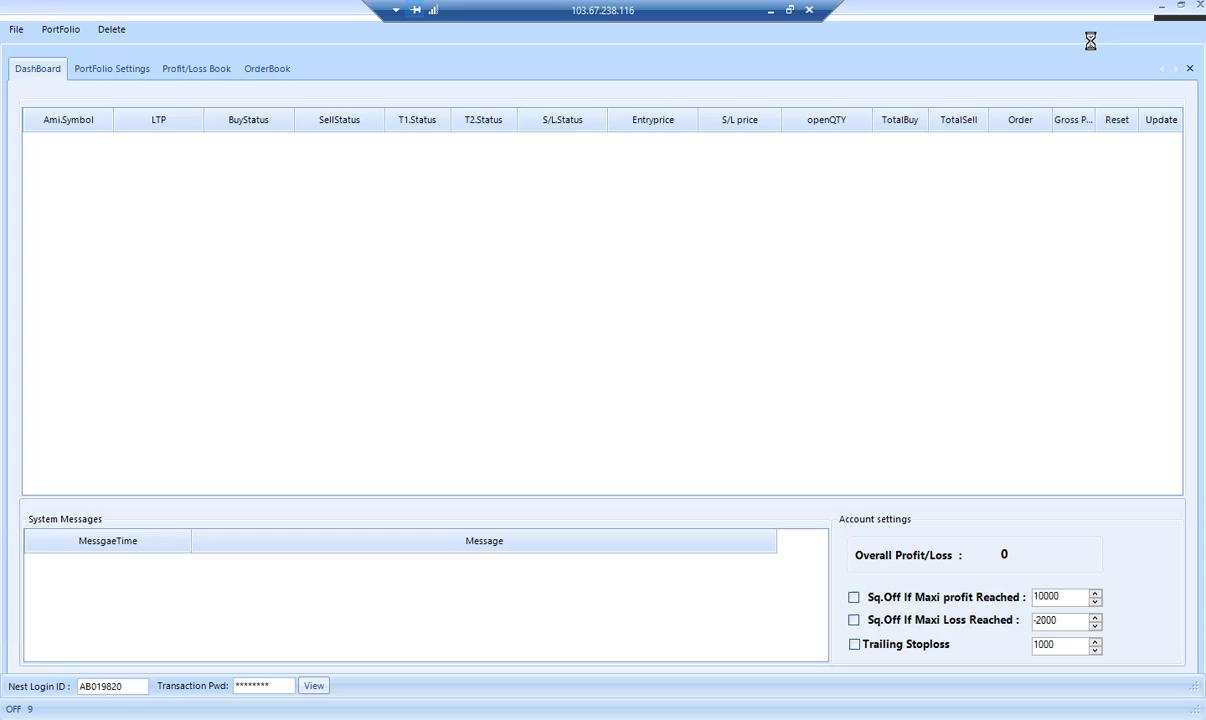 103.67.238.116
File PortFolio Delete
DashBoard PortFolio Settings Profit/Loss Book OrderBook
Ami.Symbol LTP BuyStatus SellStatus T1.Status T2.Status S/L.Status Entryprice S/L price openQTY TotalBuy TotalSell Order Gross P... Reset Update
System Messages
MessgaeTime Message
Account settings
Overall Profit/Loss : 0
Sq.Off If Maxi profit Reached : 10000
Sq.Off If Maxi Loss Reached : -2000
Trailing Stoploss 1000
Nest Login ID : AB019820 Transaction Pwd: ******** View
OFF 9